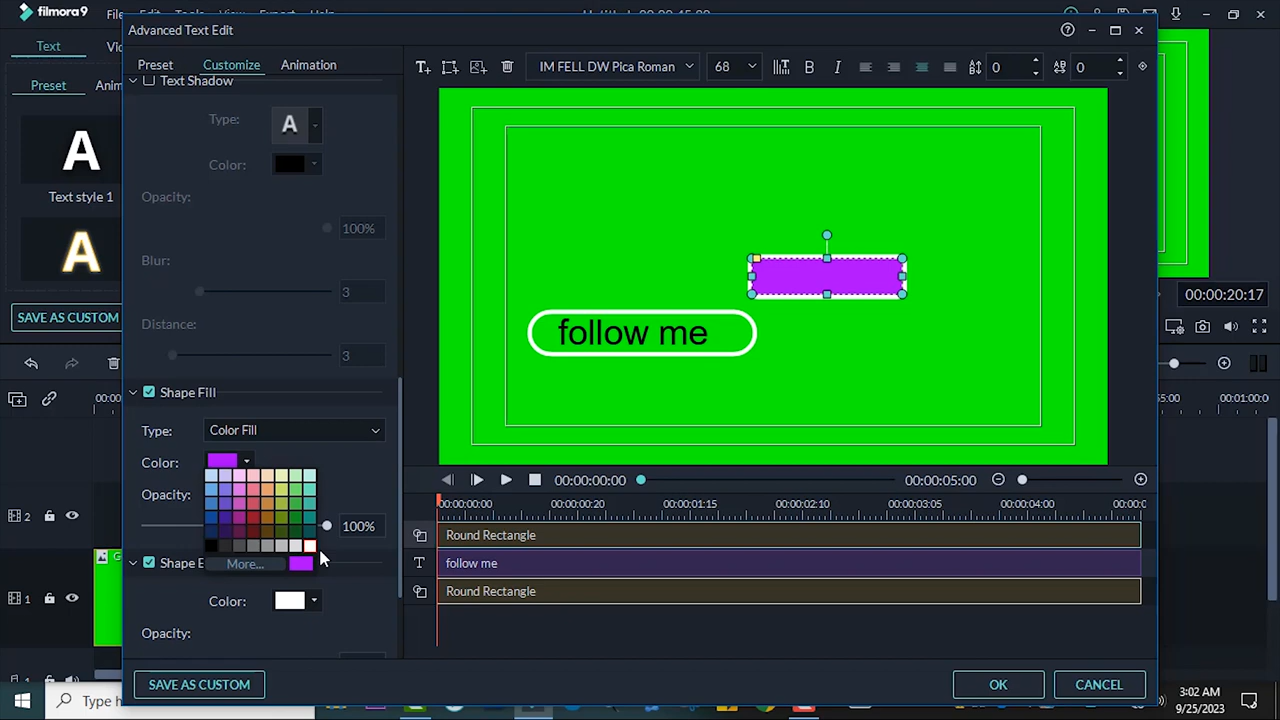 filmora9
Advanced Text Edit
Text
Preset
Customize
Animation
IM FELL DW Pica Roman
68
B
I
0
0
Preset
Text Shadow
Type:
A
Color:
Opacity:
100%
Blur:
3
Distance:
3
A
Text style 1
A
SAVE AS CUSTOM
follow me
00:00:20:17
Shape Fill
Type:
Color Fill
Color:
Opacity:
100%
More...
Color:
Opacity:
00:00:00:00
00:00:05:00
00:00:00:00
00:00:00:20
00:00:01:15
00:00:02:10
00:00:03:05
00:00:04:00
00:01:00:0
Round Rectangle
T
follow me
Round Rectangle
2
1
SAVE AS CUSTOM
OK
CANCEL
3:02 AM
9/25/2023